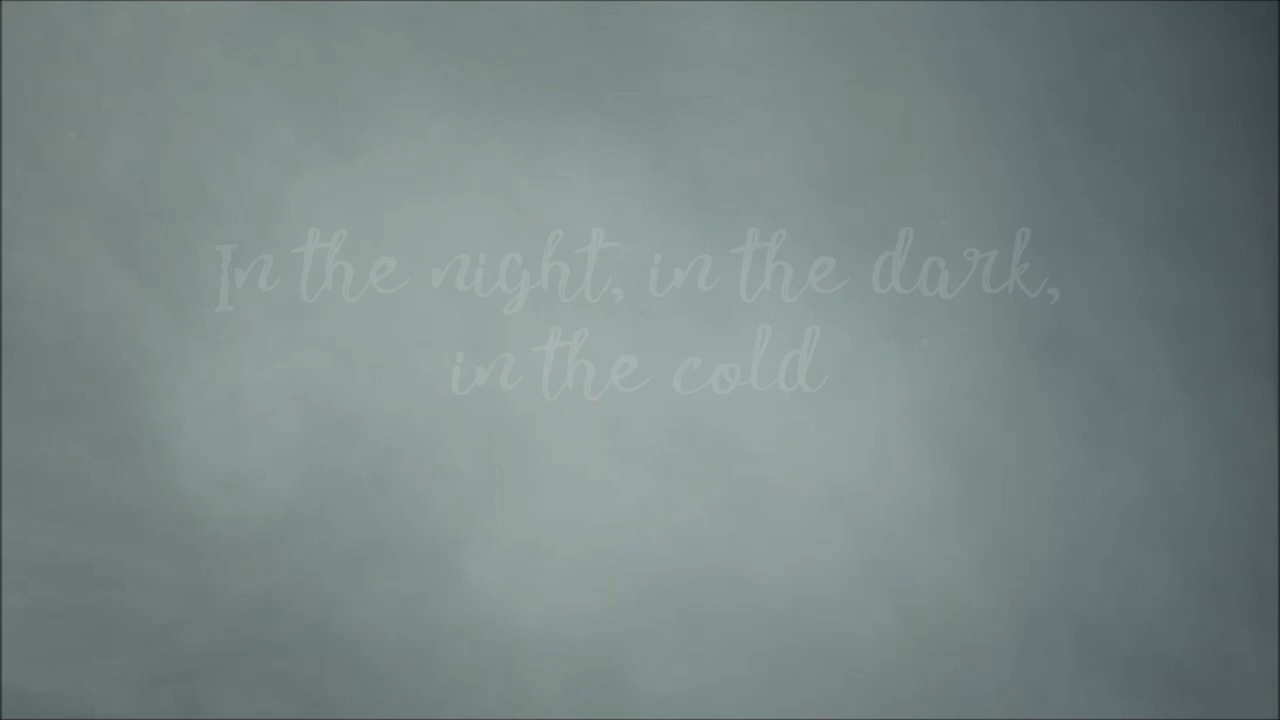 In the night, in the dark,
in the cold